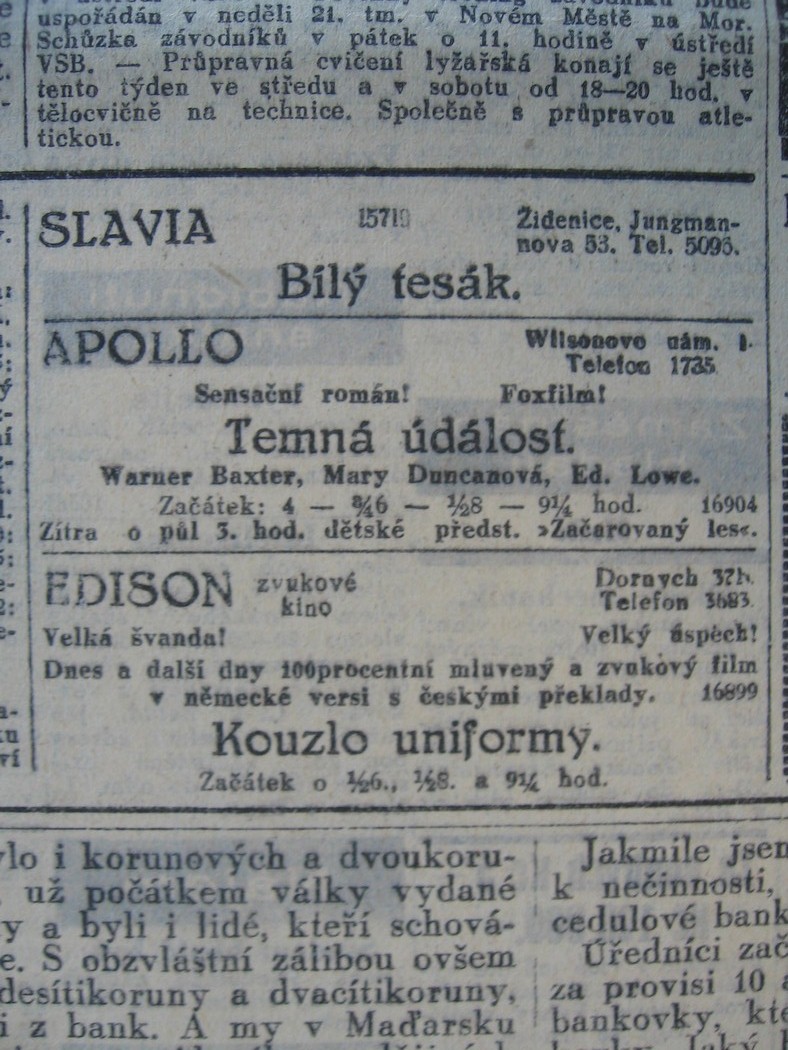 uspořádán v neděli 21. tm. v Novém Městě na Mor.
Schůzka závodníků v pátek o 11. hodině v ústředí
VSB. — Průpravná cvičení lyžařská konají se ještě
tento týden ve středu a v sobotu od 18—20 hod. v
tělocvičně na technice. Společně s průpravou atle-
tickou.
SLAVIA 15719 Židenice, Jungman-
nova 53. Tel. 5095.
Bílý tesák.
APOLLO Wilsonovo nám. 1.
Telefon 1735
Sensační román! Foxfilm!
Temná událost.
Warner Baxter, Mary Duncanová, Ed. Lowe.
Začátek: 4 — ¾6 — ½8 — 9¼ hod. 16904
Zítra o půl 3. hod. dětské předst. »Začarovaný les«.
EDISON zvukové
kino
Dornych 37b.
Telefon 3683.
Velká švanda! Velký úspěch!
Dnes a další dny 100procentní mluvený a zvukový film
v německé versi s českými překlady. 16899
Kouzlo uniformy.
Začátek o ½6., ½8. a 9¼ hod.
ylo i korunových a dvoukoru-
už počátkem války vydané
y a byli i lidé, kteří schová-
e. S obzvláštní zálibou ovšem
desítikoruny a dvacítikoruny,
i z bank. A my v Maďarsku
Jakmile jsem
k nečinnosti,
cedulové bank
Úředníci zač
za provisi 10 a
bankovky, kte